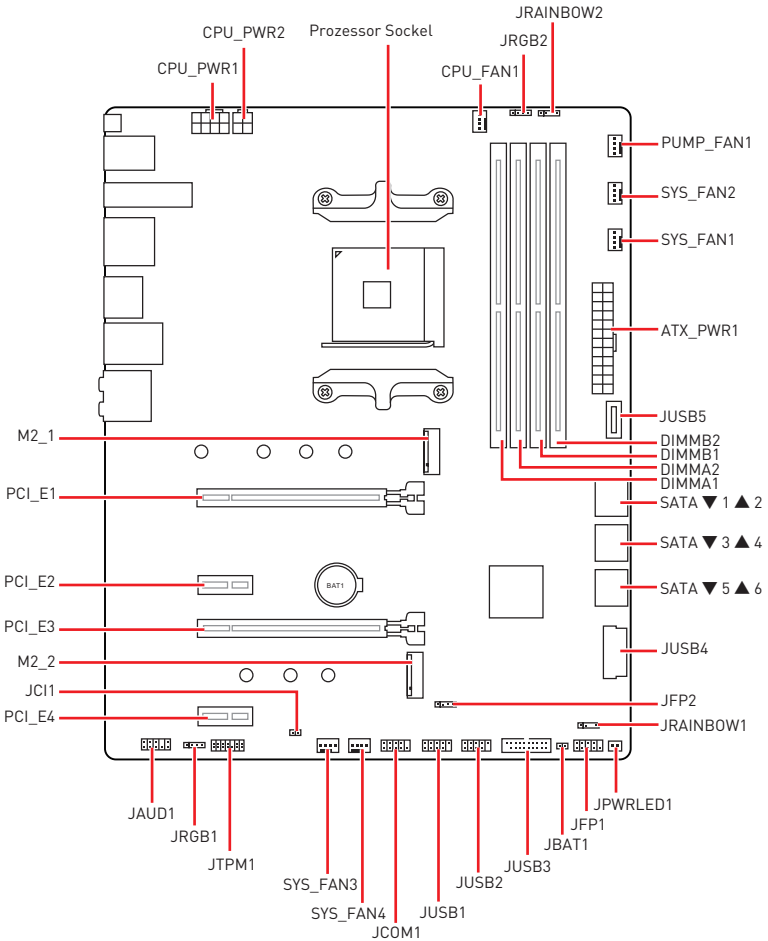 JRAINBOW2
CPU_PWR2
Prozessor Sockel
JRGB2
CPU_PWR1
CPU_FAN1
PUMP_FAN1
SYS_FAN2
SYS_FAN1
ATX_PWR1
JUSB5
M2_1
DIMMB2
DIMMB1
DIMMA2
DIMMA1
PCI_E1
SATA ▼ 1 ▲ 2
SATA ▼ 3 ▲ 4
PCI_E2
BAT1
SATA ▼ 5 ▲ 6
PCI_E3
JUSB4
M2_2
JCI1
JFP2
PCI_E4
JRAINBOW1
JPWRLED1
JAUD1
JFP1
JRGB1
JBAT1
JTPM1
JUSB3
SYS_FAN3
JUSB2
SYS_FAN4
JUSB1
JCOM1